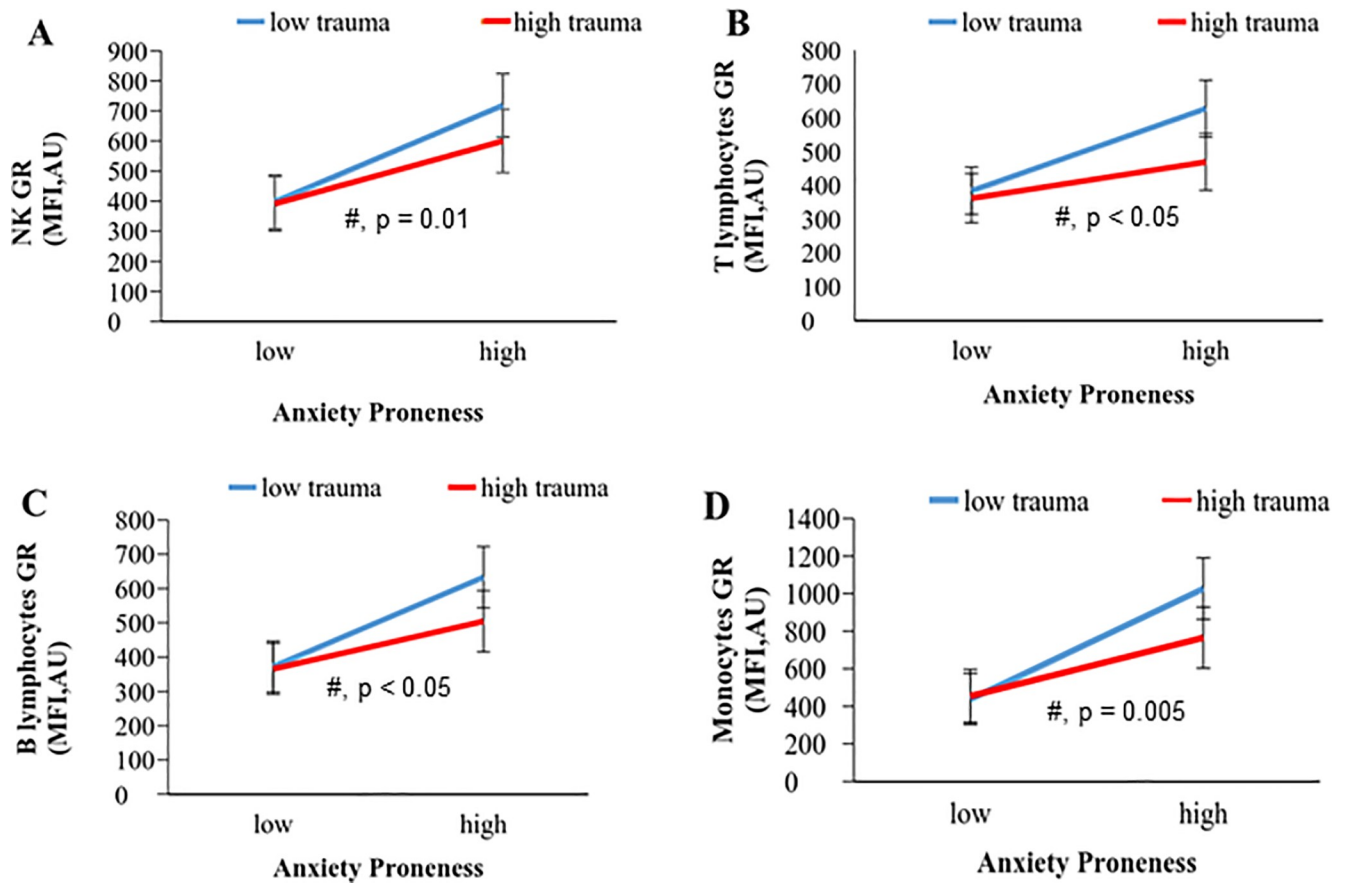 A
low trauma high trauma
900
800
700
600
500
400
300
200
100
0
NK GR
(MFI,AU)
#, p = 0.01
low high
Anxiety Proneness
B
low trauma high trauma
800
700
600
500
400
300
200
100
0
T lymphocytes GR
(MFI,AU)
#, p < 0.05
low high
Anxiety Proneness
C
low trauma high trauma
800
700
600
500
400
300
200
100
0
B lymphocytes GR
(MFI,AU)
#, p < 0.05
low high
Anxiety Proneness
D
low trauma high trauma
1400
1200
1000
800
600
400
200
0
Monocytes GR
(MFI,AU)
#, p = 0.005
low high
Anxiety Proneness